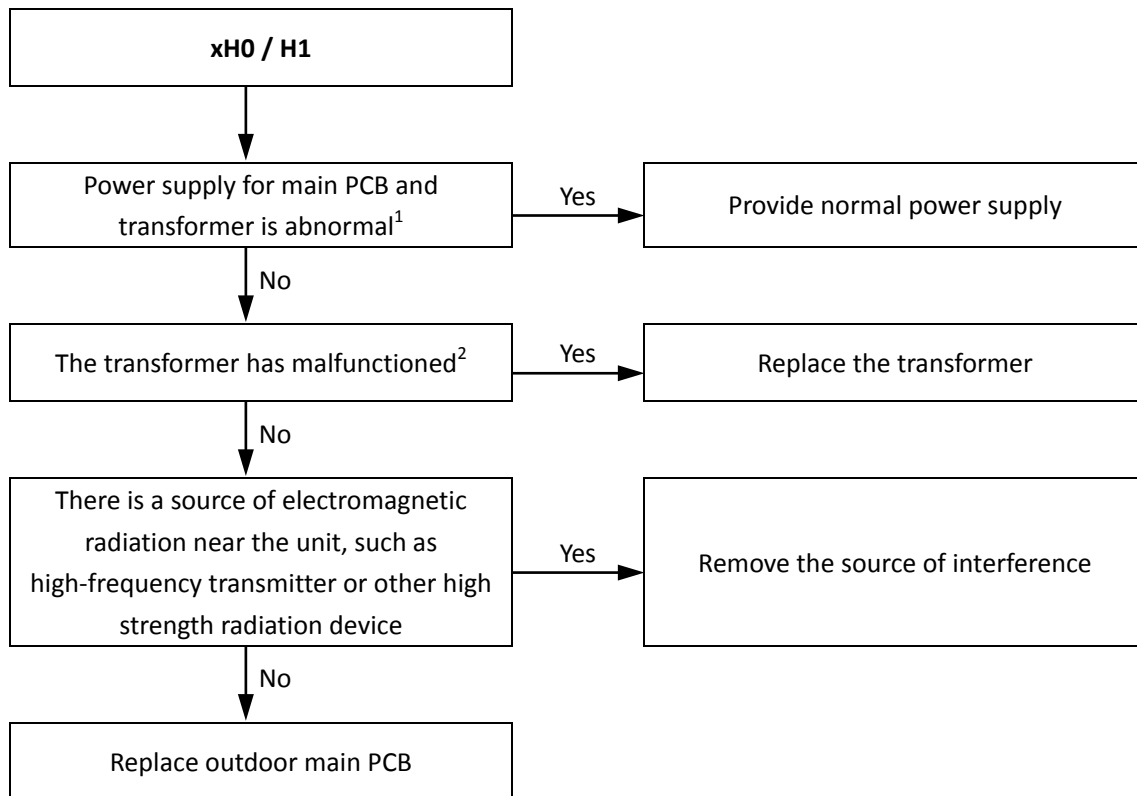 xH0 / H1
Power supply for main PCB and
transformer is abnormal1
Yes
Provide normal power supply
No
The transformer has malfunctioned2
Yes
Replace the transformer
No
There is a source of electromagnetic
radiation near the unit, such as
high-frequency transmitter or other high
strength radiation device
Yes
Remove the source of interference
No
Replace outdoor main PCB